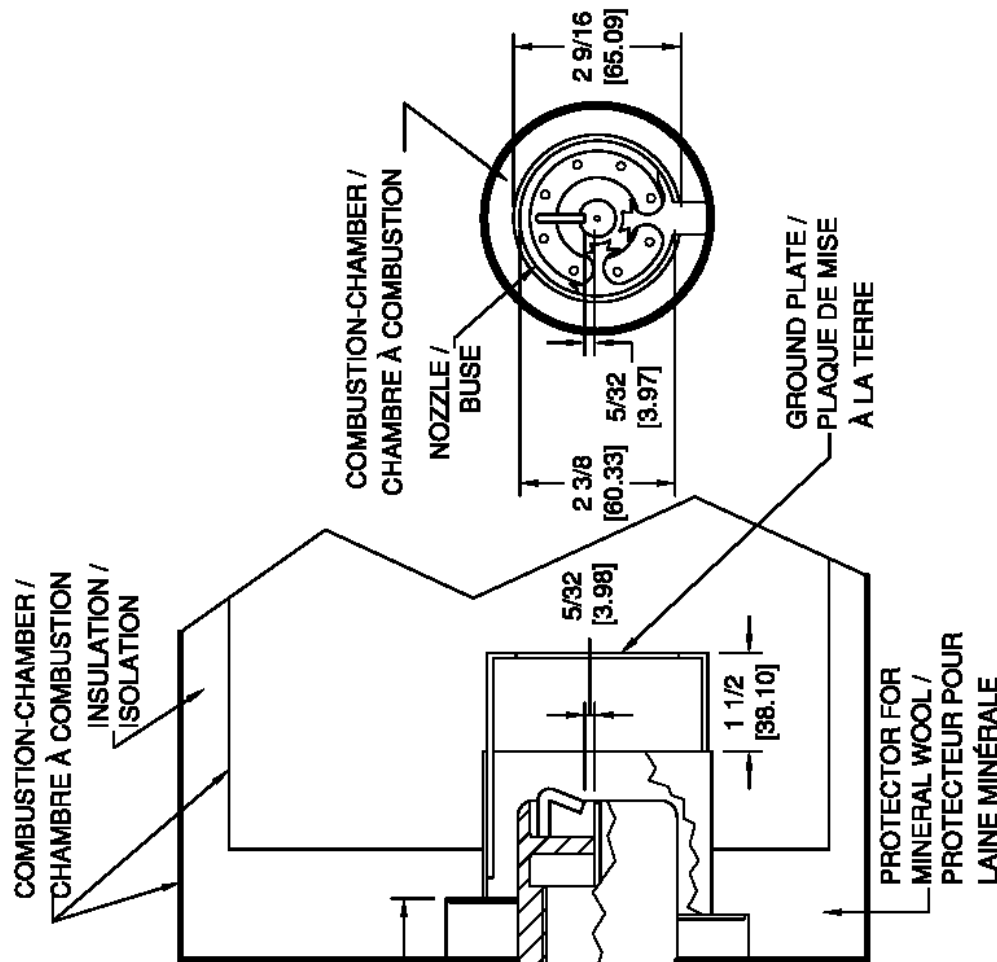 COMBUSTION-CHAMBER /
CHAMBRE À COMBUSTION
INSULATION /
ISOLATION
5/32
[3.98]
1 1/2
[38.10]
PROTECTOR FOR
MINERAL WOOL /
PROTECTEUR POUR
LAINE MINÉRALE
COMBUSTION-CHAMBER /
CHAMBRE À COMBUSTION
NOZZLE /
BUSE
2 9/16
[65.09]
5/32
[3.97]
2 3/8
[60.33]
GROUND PLATE /
PLAQUE DE MISE
À LA TERRE